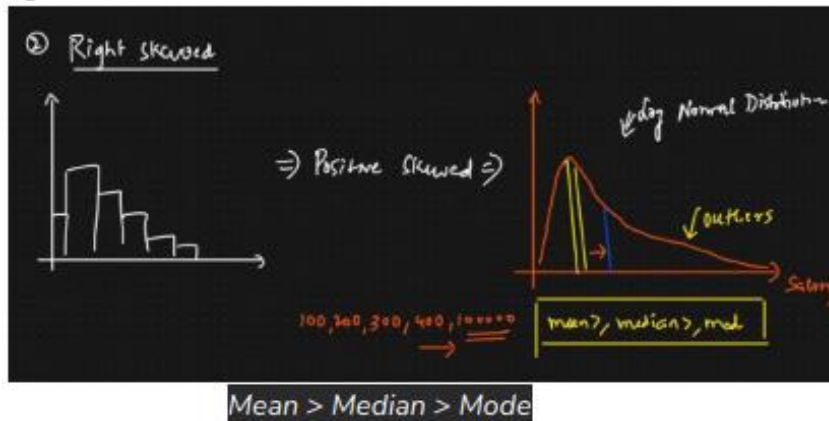 ② Right skewed
=) Positive skewed =)
Log Normal Distribution
outliers
Salary
100, 200, 300, 400, 100000
mean>, median>, mod
Mean > Median > Mode